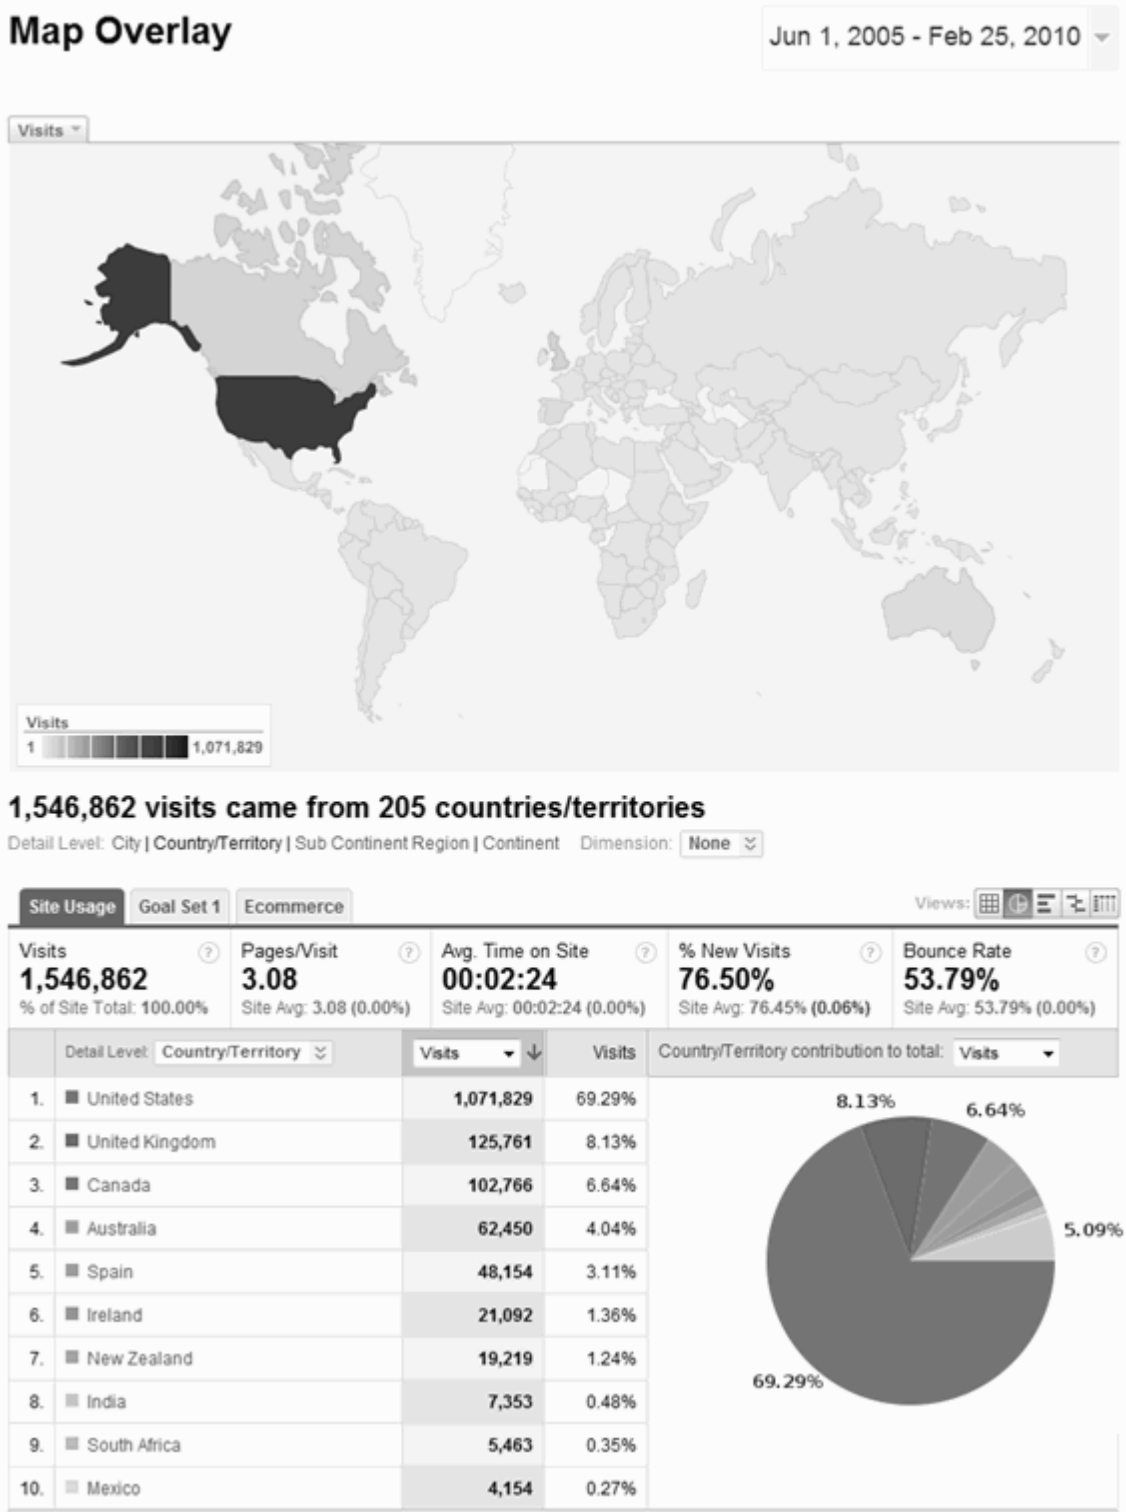 Map Overlay
Jun 1, 2005 - Feb 25, 2010
Visits
Visits
1 1,071,829
1,546,862 visits came from 205 countries/territories
Detail Level: City | Country/Territory | Sub Continent Region | Continent Dimension: None
Site Usage Goal Set 1 Ecommerce Views:
Visits ? Pages/Visit ? Avg. Time on Site ? % New Visits ? Bounce Rate ?
1,546,862 3.08 00:02:24 76.50% 53.79%
% of Site Total: 100.00% Site Avg: 3.08 (0.00%) Site Avg: 00:02:24 (0.00%) Site Avg: 76.45% (0.06%) Site Avg: 53.79% (0.00%)
Detail Level: Country/Territory Visits Visits Country/Territory contribution to total: Visits
1. United States 1,071,829 69.29%
2. United Kingdom 125,761 8.13%
3. Canada 102,766 6.64%
4. Australia 62,450 4.04%
5. Spain 48,154 3.11%
6. Ireland 21,092 1.36%
7. New Zealand 19,219 1.24%
8. India 7,353 0.48%
9. South Africa 5,463 0.35%
10. Mexico 4,154 0.27%
8.13%
6.64%
5.09%
69.29%